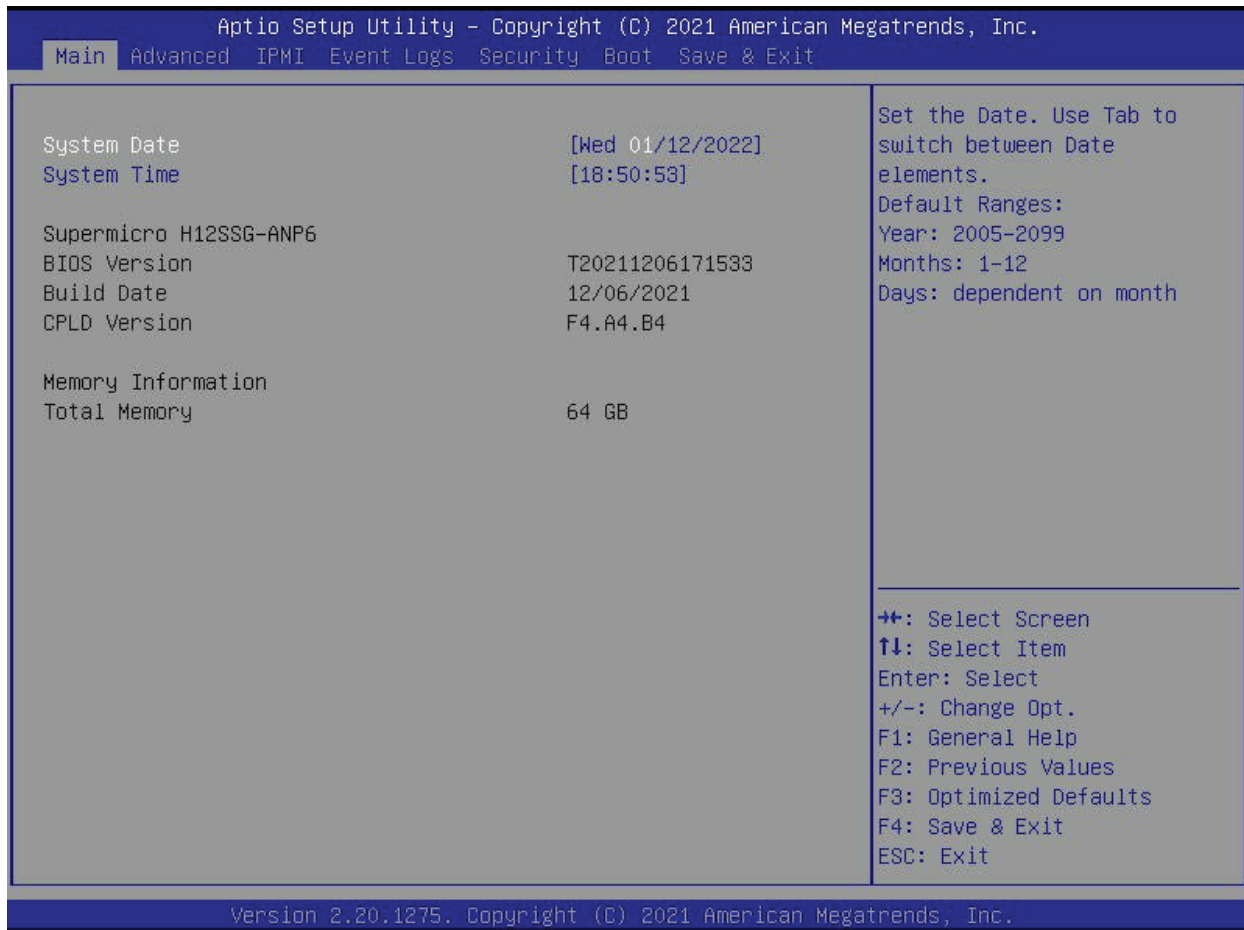 Aptio Setup Utility – Copyright (C) 2021 American Megatrends, Inc.
Main Advanced IPMI Event Logs Security Boot Save & Exit
System Date [Wed 01/12/2022]
System Time [18:50:53]
Supermicro H12SSG-ANP6
BIOS Version T20211206171533
Build Date 12/06/2021
CPLD Version F4.A4.B4
Memory Information
Total Memory 64 GB
Set the Date. Use Tab to
switch between Date
elements.
Default Ranges:
Year: 2005-2099
Months: 1-12
Days: dependent on month
→←: Select Screen
↑↓: Select Item
Enter: Select
+/-: Change Opt.
F1: General Help
F2: Previous Values
F3: Optimized Defaults
F4: Save & Exit
ESC: Exit
Version 2.20.1275. Copyright (C) 2021 American Megatrends, Inc.